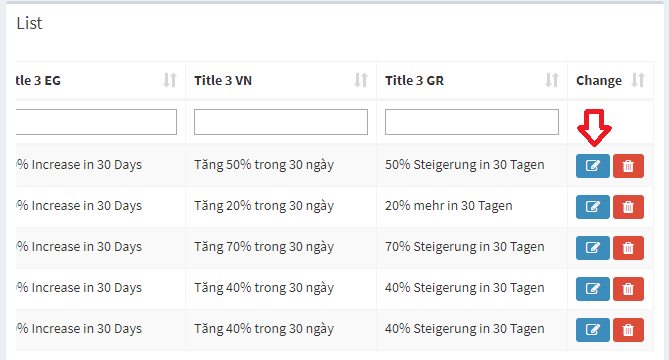 List
tle 3 EG Title 3 VN Title 3 GR Change
% Increase in 30 Days Tăng 50% trong 30 ngày 50% Steigerung in 30 Tagen
% Increase in 30 Days Tăng 20% trong 30 ngày 20% mehr in 30 Tagen
% Increase in 30 Days Tăng 70% trong 30 ngày 70% Steigerung in 30 Tagen
% Increase in 30 Days Tăng 40% trong 30 ngày 40% Steigerung in 30 Tagen
% Increase in 30 Days Tăng 40% trong 30 ngày 40% Steigerung in 30 Tagen